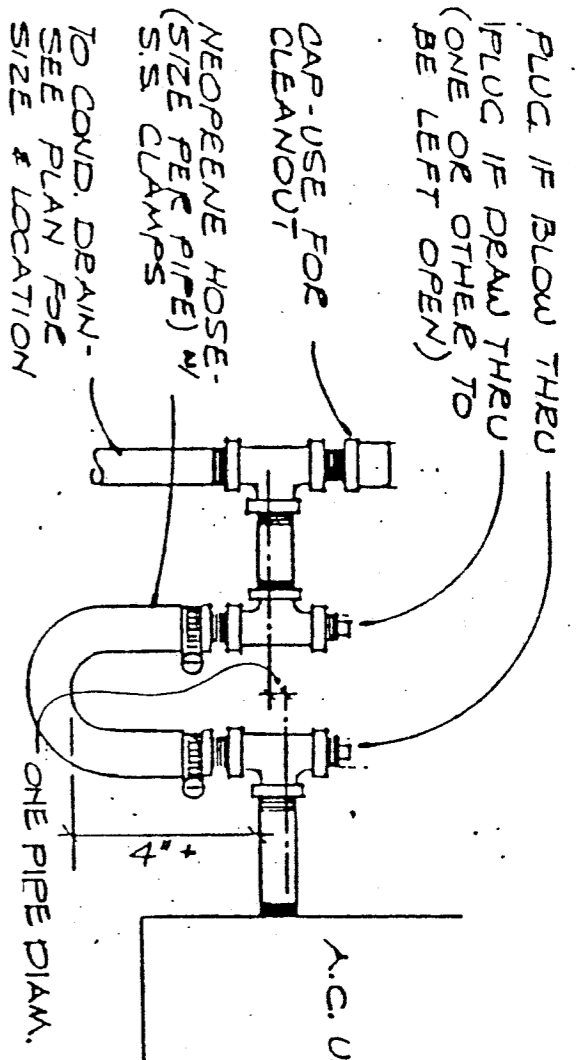 PLUG IF BLOW THRU
PLUG IF DRAW THRU
(ONE OR OTHER TO
BE LEFT OPEN)
CAP-USE FOR
CLEANOUT
NEOPEENE HOSE-
(SIZE PER PIPE) W/
S.S. CLAMPS
TO COND. DRAIN-
SEE PLAN FOR
SIZE & LOCATION
4"+
ONE PIPE DIAM.
A.C. U